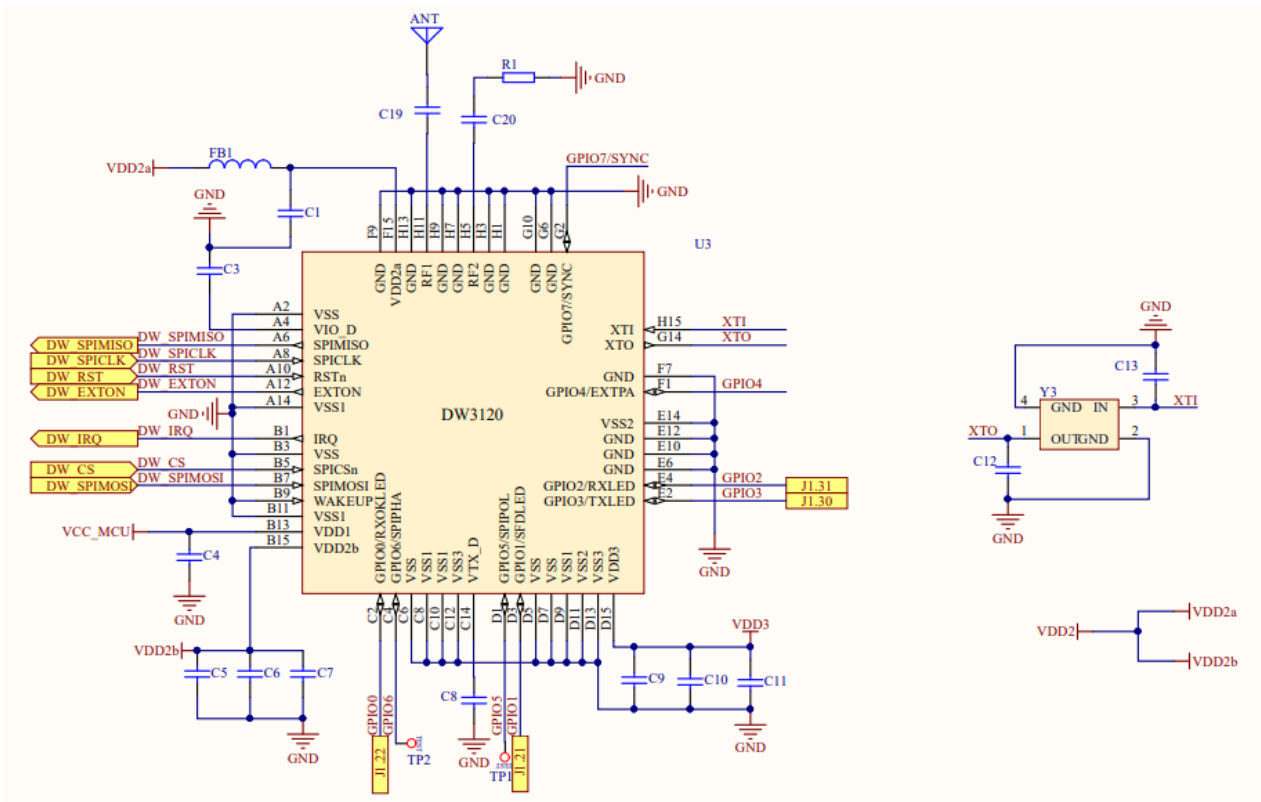 ANT
R1
GND
C19
C20
GPIO7/SYNC
VDD2a
FB1
GND
GND
C1
C3
F9
F15
H13
H11
H9
H7
H5
H3
H1
G10
G6
G2
U3
GND
VDD2a
GND
RF1
GND
GND
RF2
GND
GND
GND
GND
GPIO7/SYNC
A2 VSS
A4 VIO_D
DW_SPIMISO DW_SPIMISO A6 SPIMISO
DW_SPICLK DW_SPICLK A8 SPICLK
DW_RST DW_RST A10 RSTn
DW_EXTON DW_EXTON A12 EXTON
GND A14 VSS1
DW_IRQ DW_IRQ B1 IRQ
B3 VSS
DW_CS DW_CS B5 SPICSn
DW_SPIMOSI DW_SPIMOSI B7 SPIMOSI
B9 WAKEUP
B11 VSS1
VCC_MCU B13 VDD1
B15 VDD2b
C4
GND
DW3120
XTI H15 XTI
XTO G14 XTO
GND F7
GPIO4/EXTPA F1 GPIO4
VSS2 E14
GND E12
GND E10
GND E6
GPIO2/RXLED E4 GPIO2 J1.31
GPIO3/TXLED E2 GPIO3 J1.30
GND
GPIO0/RXOKLED
GPIO6/SPIPHA
VSS
VSS1
VSS1
VSS3
VTX_D
GPIO5/SPIPOL
GPIO1/SFDLED
VSS
VSS
VSS1
VSS2
VSS3
VDD3
C2
C4
C6
C8
C10
C12
C14
D1
D3
D5
D7
D9
D11
D13
D15
VDD2b
C5
C6
C7
GND
GPIO0
GPIO6
J1.22
TEST
TP2
C8
GND
GPIO5
GPIO1
TEST
TP1
J1.21
VDD3
C9
C10
C11
GND
GND
C13
Y3
4 GND IN 3 XTI
XTO 1 OUT GND 2
C12
GND
VDD2
VDD2a
VDD2b